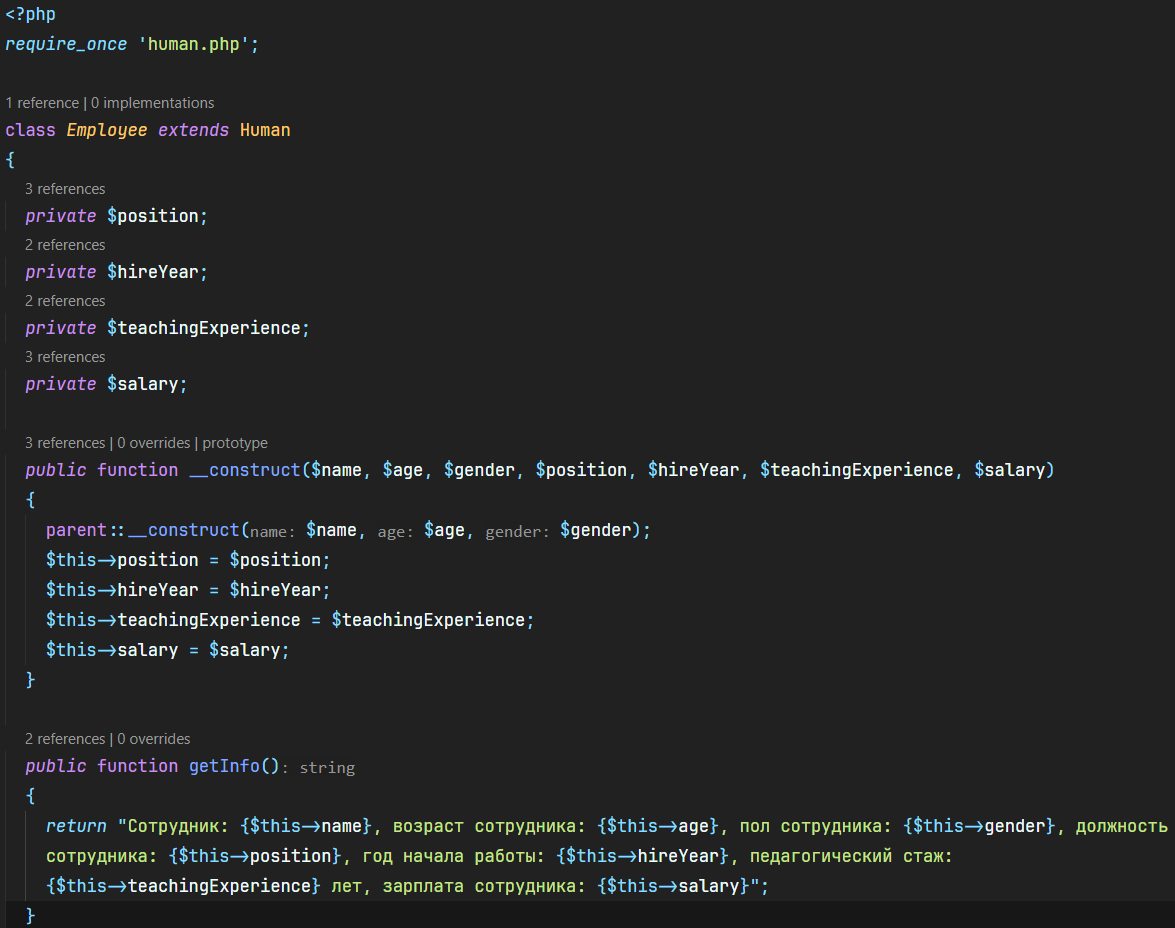 <?php
require_once 'human.php';
1 reference | 0 implementations
class Employee extends Human
{
3 references
private $position;
2 references
private $hireYear;
2 references
private $teachingExperience;
3 references
private $salary;
3 references | 0 overrides | prototype
public function __construct($name, $age, $gender, $position, $hireYear, $teachingExperience, $salary)
{
parent::__construct(name: $name, age: $age, gender: $gender);
$this->position = $position;
$this->hireYear = $hireYear;
$this->teachingExperience = $teachingExperience;
$this->salary = $salary;
}
2 references | 0 overrides
public function getInfo(): string
{
return "Сотрудник: {$this->name}, возраст сотрудника: {$this->age}, пол сотрудника: {$this->gender}, должность
сотрудника: {$this->position}, год начала работы: {$this->hireYear}, педагогический стаж:
{$this->teachingExperience} лет, зарплата сотрудника: {$this->salary}";
}